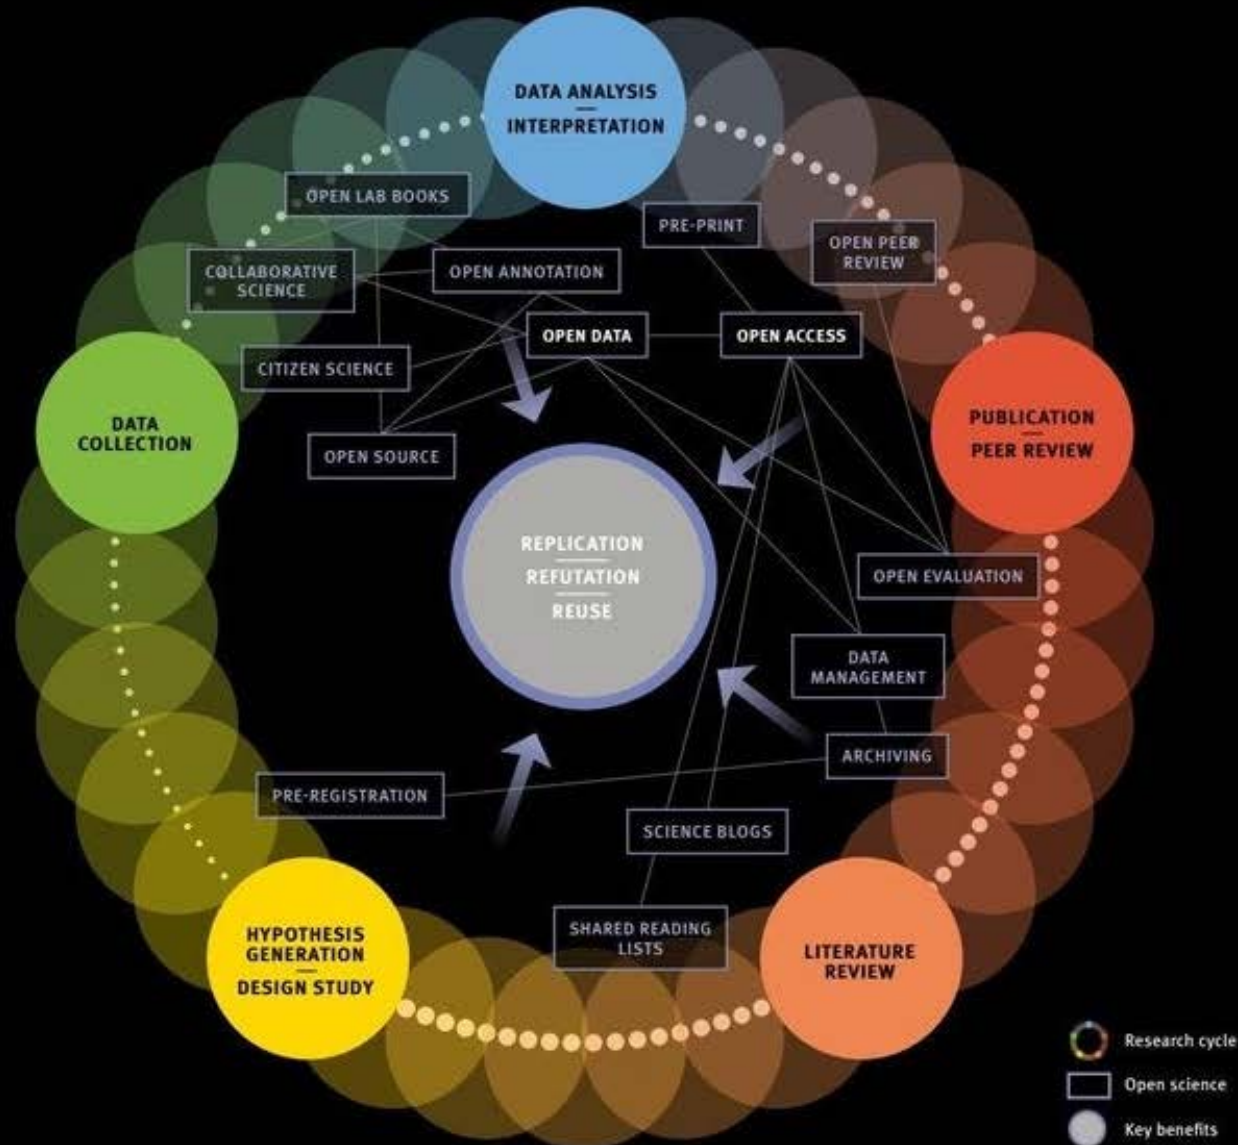 DATA ANALYSIS
INTERPRETATION
OPEN LAB BOOKS
PRE-PRINT
OPEN PEER
REVIEW
COLLABORATIVE
SCIENCE
OPEN ANNOTATION
OPEN DATA
OPEN ACCESS
CITIZEN SCIENCE
DATA
COLLECTION
PUBLICATION
PEER REVIEW
OPEN SOURCE
REPLICATION
REFUTATION
REUSE
OPEN EVALUATION
DATA
MANAGEMENT
ARCHIVING
PRE-REGISTRATION
SCIENCE BLOGS
SHARED READING
LISTS
HYPOTHESIS
GENERATION
DESIGN STUDY
LITERATURE
REVIEW
Research cycle
Open science
Key benefits